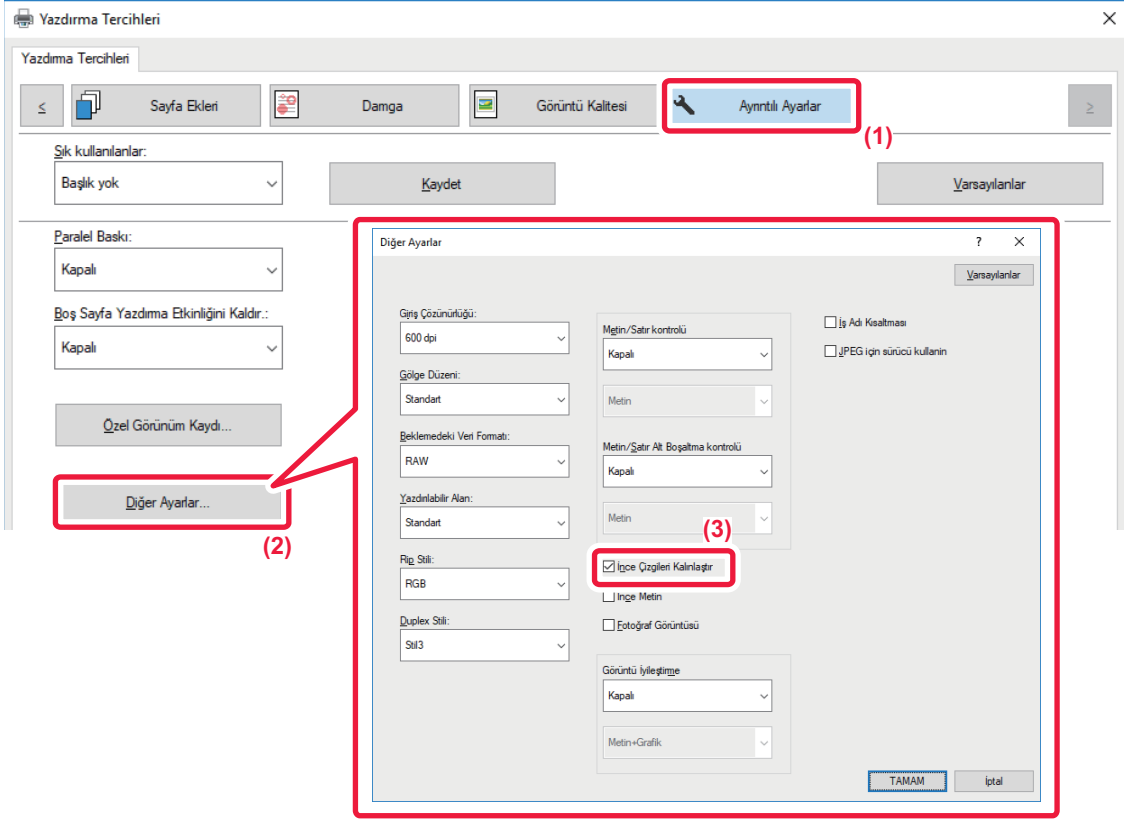 Yazdırma Tercihleri
Yazdırma Tercihleri
<
Sayfa Ekleri
Damga
Görüntü Kalitesi
Ayrıntılı Ayarlar
>
(1)
Sık kullanılanlar:
Başlık yok
Kaydet
Varsayılanlar
Paralel Baskı:
Kapalı
Boş Sayfa Yazdırma Etkinliğini Kaldır.:
Kapalı
Özel Görünüm Kaydı...
Diğer Ayarlar...
(2)
Diğer Ayarlar
?
Varsayılanlar
Giriş Çözünürlüğü:
600 dpi
Gölge Düzeni:
Standart
Beklemedeki Veri Formatı:
RAW
Yazdırılabilir Alan:
Standart
Rip Stili:
RGB
Duplex Stili:
Stil3
Metin/Satır kontrolü
Kapalı
Metin
Metin/Satır Alt Boşaltma kontrolü
Kapalı
Metin
(3)
İnce Çizgileri Kalınlaştır
İnce Metin
Fotoğraf Görüntüsü
Görüntü İyileştirme
Kapalı
Metin+Grafik
İş Adı Kısaltması
JPEG için sürücü kullanin
TAMAM
İptal